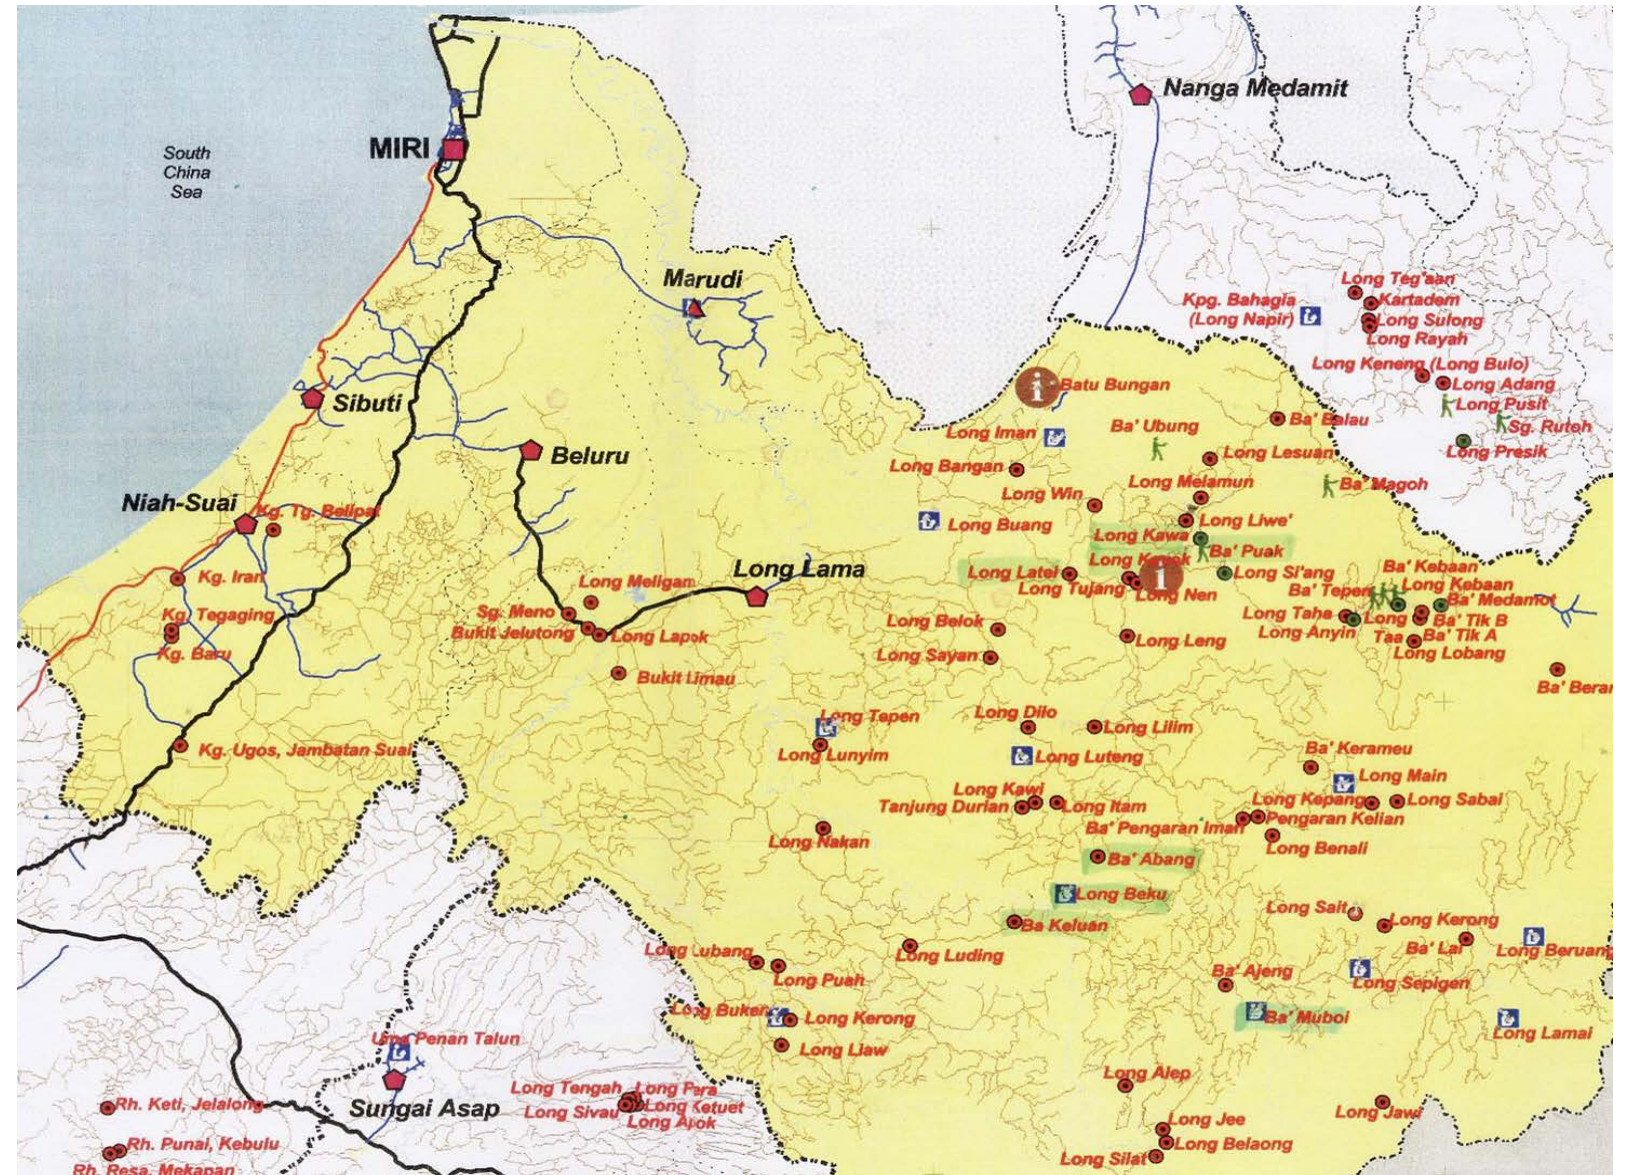 Nanga Medamit
MIRI
South
China
Sea
Marudi
Long Teg'aan
Kpg. Bahagia
(Long Napir)
Kartadem
Long Sulong
Long Rayah
Long Keneng (Long Bulo)
Long Adang
Batu Bungan
Sibuti
Long Pusit
Ba' Balau
Ba' Ubung
Sg. Rutoh
Long Iman
Long Presik
Long Lesuan
Beluru
Long Bangan
Long Melamun
Ba' Magoh
Long Win
Niah-Suai
Kg. Tg. Belipat
Long Buang
Long Liwe'
Long Kawa
Ba' Puak
Long Lama
Long Latei
Long Si'ang
Ba' Kebaan
Kg. Iran
Long Meligam
Long Tujang
Long Nen
Ba' Tepen
Long Kebaan
Ba' Medamot
Kg. Tegaging
Sg. Meno
Long Belok
Long Taha
Long
Ba' Tik B
Bukit Jelutong
Long Lapok
Long Leng
Long Anyin
Taa
Ba' Tik A
Kg. Baru
Long Sayan
Long Lobang
Bukit Limau
Ba' Berar
Long Tepen
Long Dilo
Long Lilim
Kg. Ugos, Jambatan Suai
Long Lunyim
Long Luteng
Ba' Kerameu
Long Main
Long Kawi
Tanjung Durian
Long Itam
Long Kepang
Long Sabai
Ba' Pengaran Iman
Pengaran Kelian
Long Nakan
Long Benali
Ba' Abang
Long Beku
Long Sait
Ba Keluan
Long Kerong
Long Lubang
Long Luding
Ba' Lai
Long Beruang
Long Puah
Ba' Ajeng
Long Sepigen
Long Buken
Long Kerong
Ba' Muboi
Long Lamai
Uma Penan Talun
Long Liaw
Long Alep
Long Tengah
Long Para
Rh. Keti, Jelalong
Sungai Asap
Long Sivau
Long Ketuet
Long Apok
Long Jawi
Long Jee
Rh. Punai, Kebulu
Long Belaong
Long Silat
Rh. Resa, Mekapan